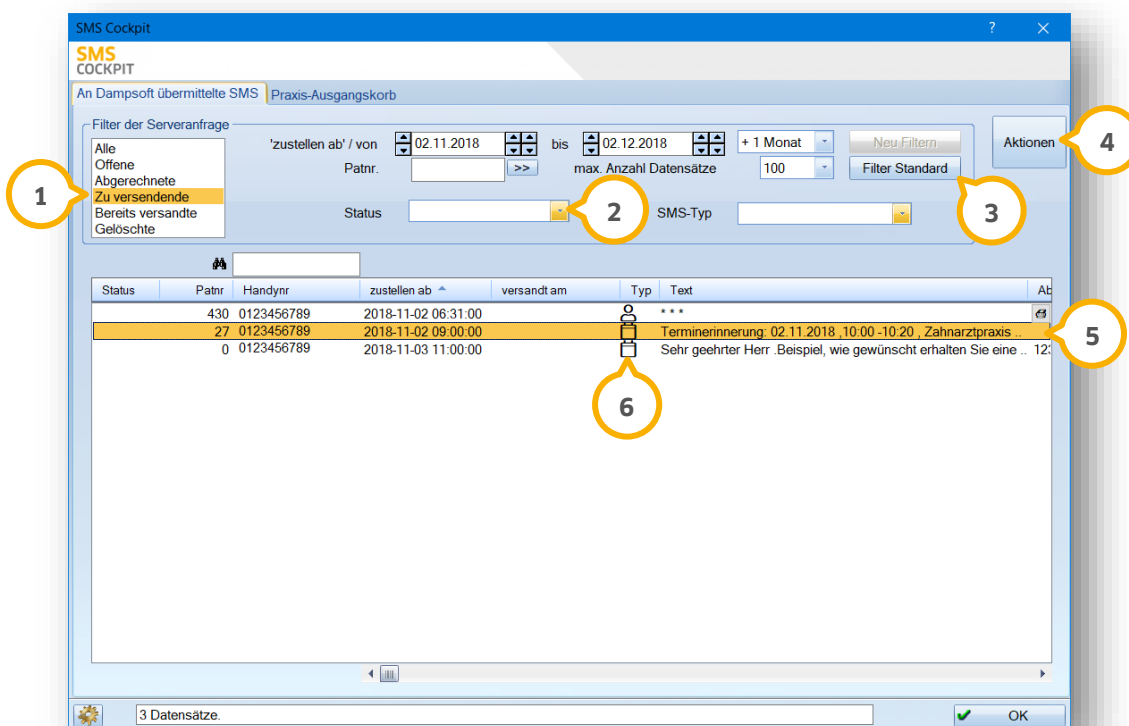 SMS Cockpit ?
SMS
COCKPIT
An Dampsoft übermittelte SMS Praxis-Ausgangskorb
Filter der Serveranfrage
Alle
Offene
Abgerechnete
Zu versendende
Bereits versandte
Gelöschte
'zustellen ab' / von 02.11.2018 bis 02.12.2018 + 1 Monat Neu Filtern
Patnr. >> max. Anzahl Datensätze 100 Filter Standard
Status SMS-Typ
Aktionen
1
2
3
4
Status Patnr Handynr zustellen ab versandt am Typ Text Ab
430 0123456789 2018-11-02 06:31:00 * * *
27 0123456789 2018-11-02 09:00:00 Terminerinnerung: 02.11.2018 ,10:00 -10:20 , Zahnarztpraxis ..
0 0123456789 2018-11-03 11:00:00 Sehr geehrter Herr .Beispiel, wie gewünscht erhalten Sie eine .. 123
5
6
3 Datensätze. OK